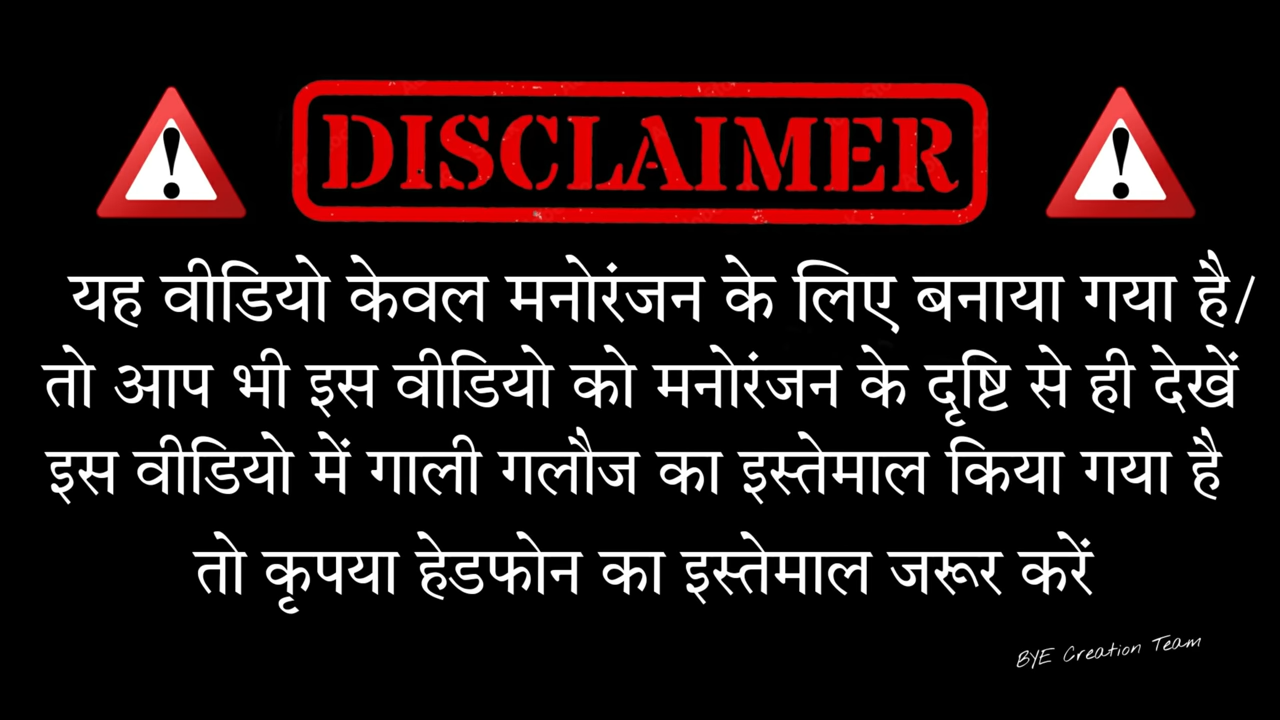 DISCLAIMER
यह वीडियो केवल मनोरंजन के लिए बनाया गया है/
तो आप भी इस वीडियो को मनोरंजन के दृष्टि से ही देखें
इस वीडियो में गाली गलौज का इस्तेमाल किया गया है
तो कृपया हेडफोन का इस्तेमाल जरूर करें
BYE Creation Team